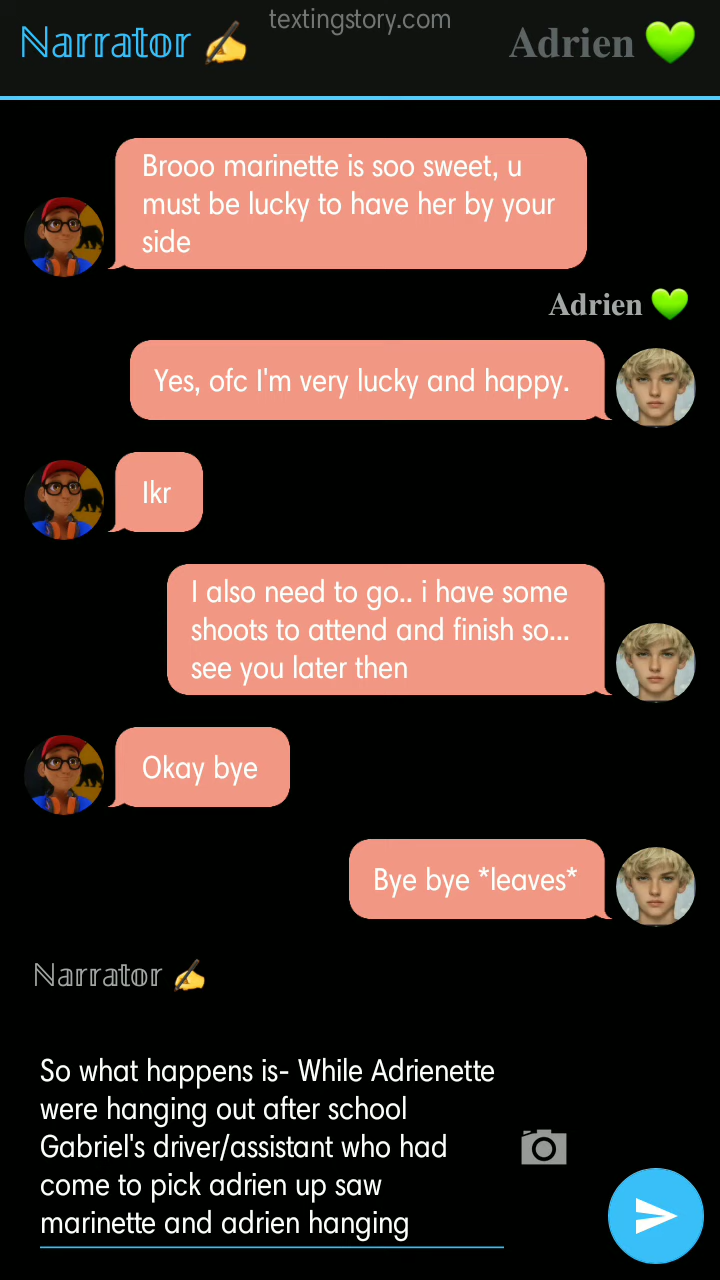 textingstory.com
ℕarrator ✍️ Adrien 💚
Brooo marinette is soo sweet, u
must be lucky to have her by your
side
Adrien 💚
Yes, ofc I'm very lucky and happy.
Ikr
I also need to go.. i have some
shoots to attend and finish so...
see you later then
Okay bye
Bye bye *leaves*
ℕarrator ✍️
So what happens is- While Adrienette
were hanging out after school
Gabriel's driver/assistant who had
come to pick adrien up saw
marinette and adrien hanging